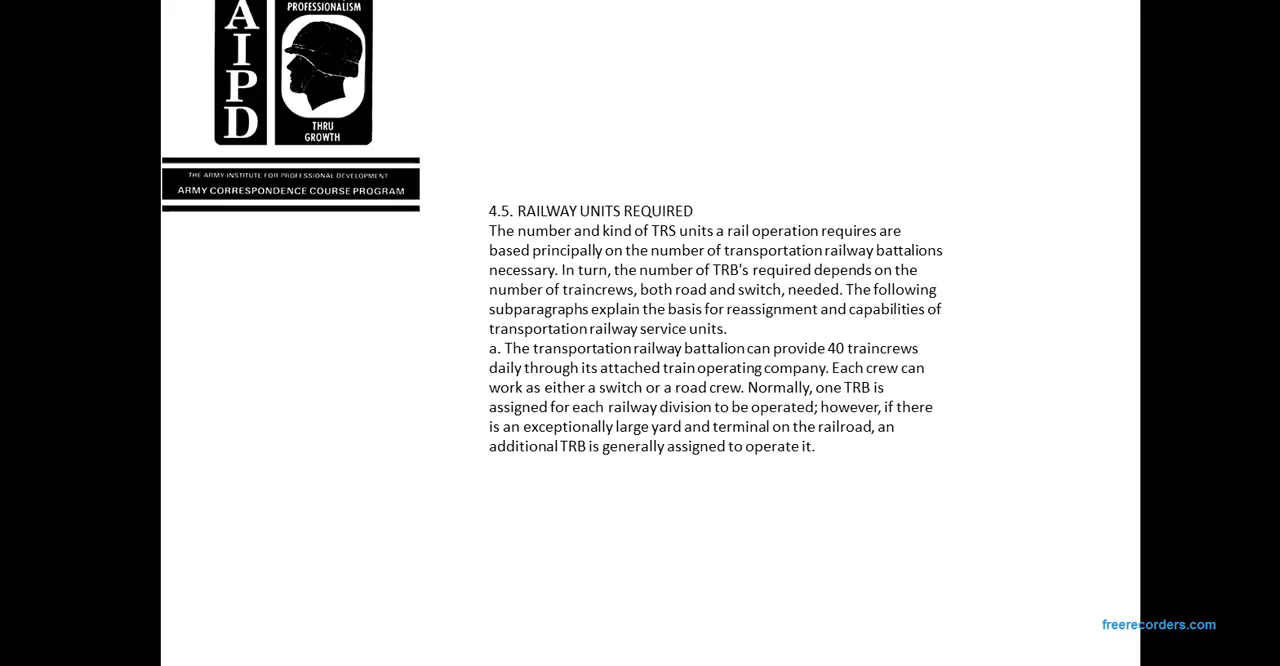 AIPD
PROFESSIONALISM
THRU
GROWTH
THE ARMY INSTITUTE FOR PROFESSIONAL DEVELOPMENT
ARMY CORRESPONDENCE COURSE PROGRAM
4.5. RAILWAY UNITS REQUIRED
The number and kind of TRS units a rail operation requires are
based principally on the number of transportation railway battalions
necessary. In turn, the number of TRB's required depends on the
number of traincrews, both road and switch, needed. The following
subparagraphs explain the basis for reassignment and capabilities of
transportation railway service units.
a. The transportation railway battalion can provide 40 traincrews
daily through its attached train operating company. Each crew can
work as either a switch or a road crew. Normally, one TRB is
assigned for each railway division to be operated; however, if there
is an exceptionally large yard and terminal on the railroad, an
additional TRB is generally assigned to operate it.
freerecorders.com